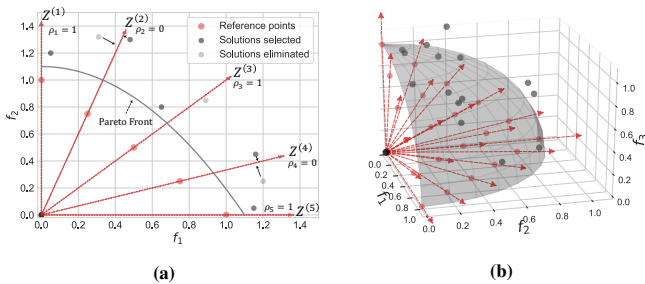 Z(1)
ρ1 = 1
Z(2)
ρ2 = 0
Reference points
Solutions selected
Solutions eliminated
Z(3)
ρ3 = 1
Pareto Front
Z(4)
ρ4 = 0
ρ5 = 1
Z(5)
f2
1.4
1.2
1.0
0.8
0.6
0.4
0.2
0.0
0.0 0.2 0.4 0.6 0.8 1.0 1.2 1.4
f1
(a)
1.0
0.8
0.6
0.4
0.2
0.0
f3
0.0
0.2
0.4
0.6
0.8
1.0
f1
0.0 0.2 0.4 0.6 0.8 1.0
f2
(b)